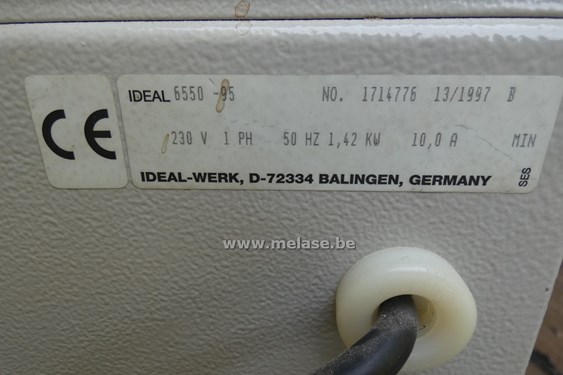 CE
IDEAL 6550 -95 NO. 1714776 13/1997 B
230 V 1 PH 50 HZ 1,42 KW 10,0 A MIN
IDEAL-WERK, D-72334 BALINGEN, GERMANY
SES
www.melase.be